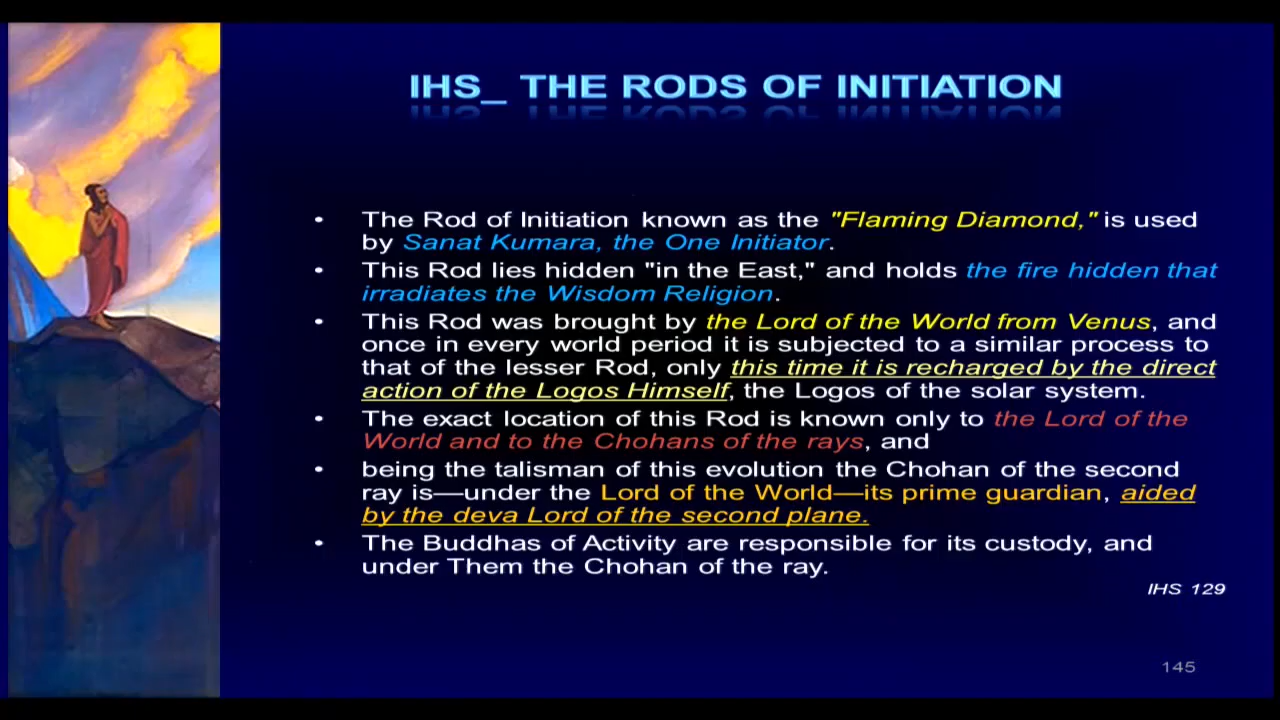 IHS_ THE RODS OF INITIATION
• The Rod of Initiation known as the "Flaming Diamond," is used
by Sanat Kumara, the One Initiator.
• This Rod lies hidden "in the East," and holds the fire hidden that
irradiates the Wisdom Religion.
• This Rod was brought by the Lord of the World from Venus, and
once in every world period it is subjected to a similar process to
that of the lesser Rod, only this time it is recharged by the direct
action of the Logos Himself, the Logos of the solar system.
• The exact location of this Rod is known only to the Lord of the
World and to the Chohans of the rays, and
• being the talisman of this evolution the Chohan of the second
ray is—under the Lord of the World—its prime guardian, aided
by the deva Lord of the second plane.
• The Buddhas of Activity are responsible for its custody, and
under Them the Chohan of the ray.
IHS 129
145